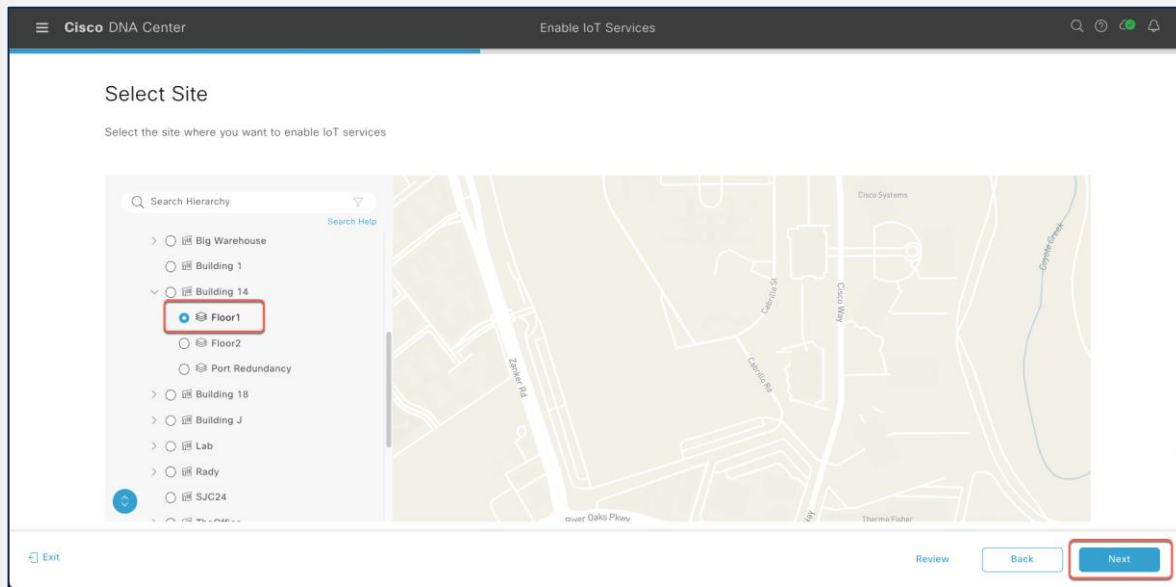 Cisco DNA Center
Enable IoT Services
Select Site
Select the site where you want to enable IoT services
Search Hierarchy
Search Help
Big Warehouse
Building 1
Building 14
Floor1
Floor2
Port Redundancy
Building 18
Building J
Lab
Rady
SJC24
Cisco Systems
Coyote Creek
Cabrillo St
Cisco Way
Zanker Rd
Cabrillo Rd
River Oaks Pkwy
Way
Thermo Fisher
Exit
Review
Back
Next